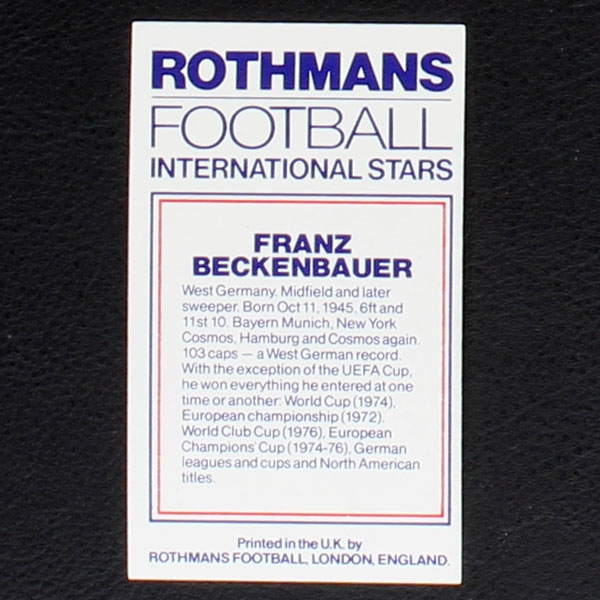 ROTHMANS
FOOTBALL
INTERNATIONAL STARS
FRANZ
BECKENBAUER
West Germany. Midfield and later
sweeper. Born Oct 11, 1945. 6ft and
11st 10. Bayern Munich, New York
Cosmos, Hamburg and Cosmos again.
103 caps — a West German record.
With the exception of the UEFA Cup,
he won everything he entered at one
time or another: World Cup (1974),
European championship (1972).
World Club Cup (1976), European
Champions' Cup (1974-76), German
leagues and cups and North American
titles.
Printed in the U.K. by
ROTHMANS FOOTBALL, LONDON, ENGLAND.